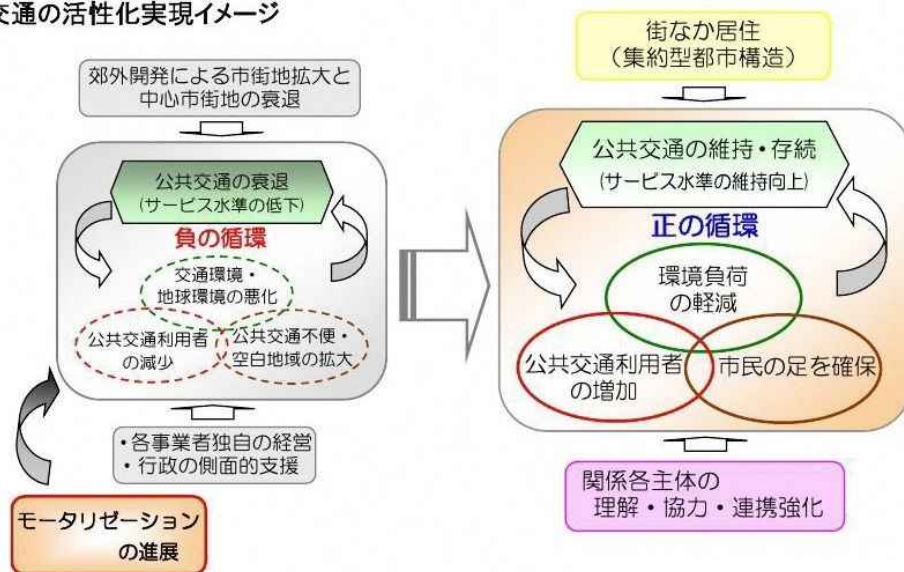 交通の活性化実現イメージ
郊外開発による市街地拡大と
中心市街地の衰退
公共交通の衰退
(サービス水準の低下)
負の循環
交通環境・
地球環境の悪化
公共交通利用者
の減少
公共交通不便・
空白地域の拡大
・各事業者独自の経営
・行政の側面的支援
モータリゼーション
の進展
街なか居住
(集約型都市構造)
公共交通の維持・存続
(サービス水準の維持向上)
正の循環
環境負荷
の軽減
公共交通利用者
の増加
市民の足を確保
関係各主体の
理解・協力・連携強化